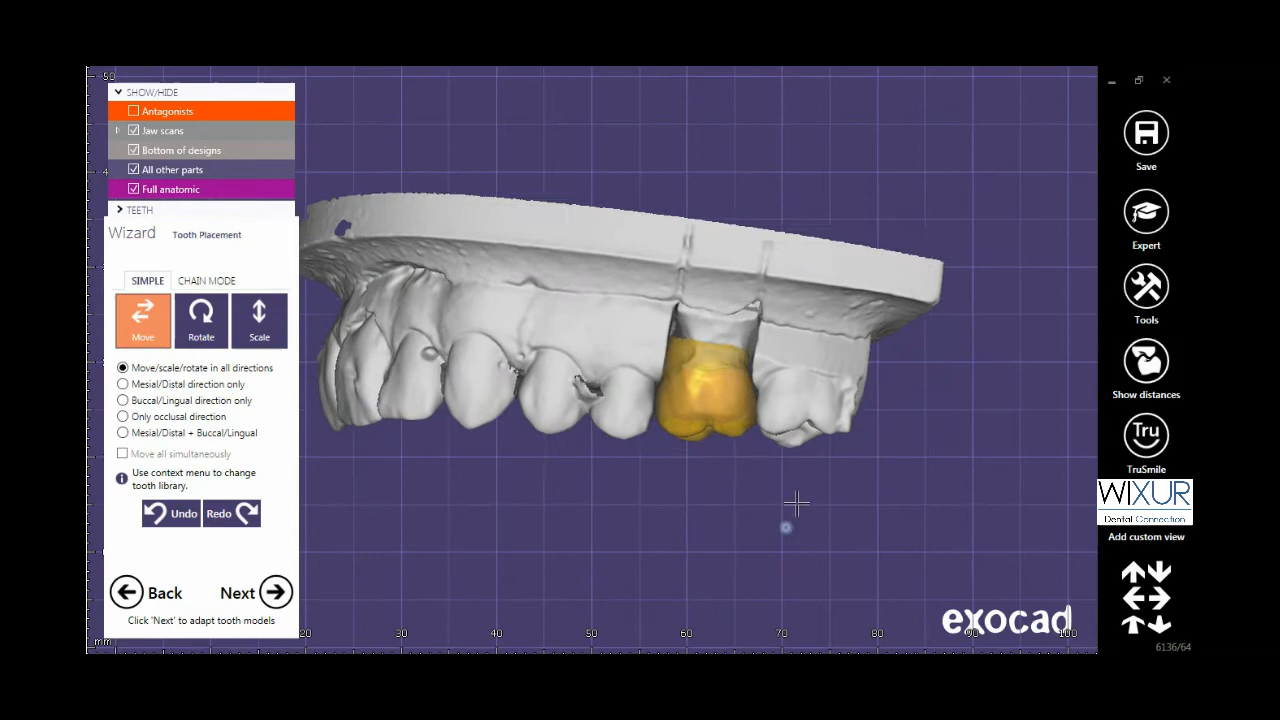 50
SHOW/HIDE
Antagonists
Jaw scans
Bottom of designs
4
All other parts
Full anatomic
TEETH
Wizard Tooth Placement
SIMPLE CHAIN MODE
Move Rotate Scale
Move/scale/rotate in all directions
Mesial/Distal direction only
Buccal/Lingual direction only
Only occlusal direction
Mesial/Distal + Buccal/Lingual
Move all simultaneously
Use context menu to change
tooth library.
Undo Redo
Back Next
Click 'Next' to adapt tooth models
mm 20 30 40 50 60 70 80 90 100
exocad
Save
Expert
Tools
Show distances
Tru
TruSmile
WIXUR
Dental Connection
Add custom view
6136/64